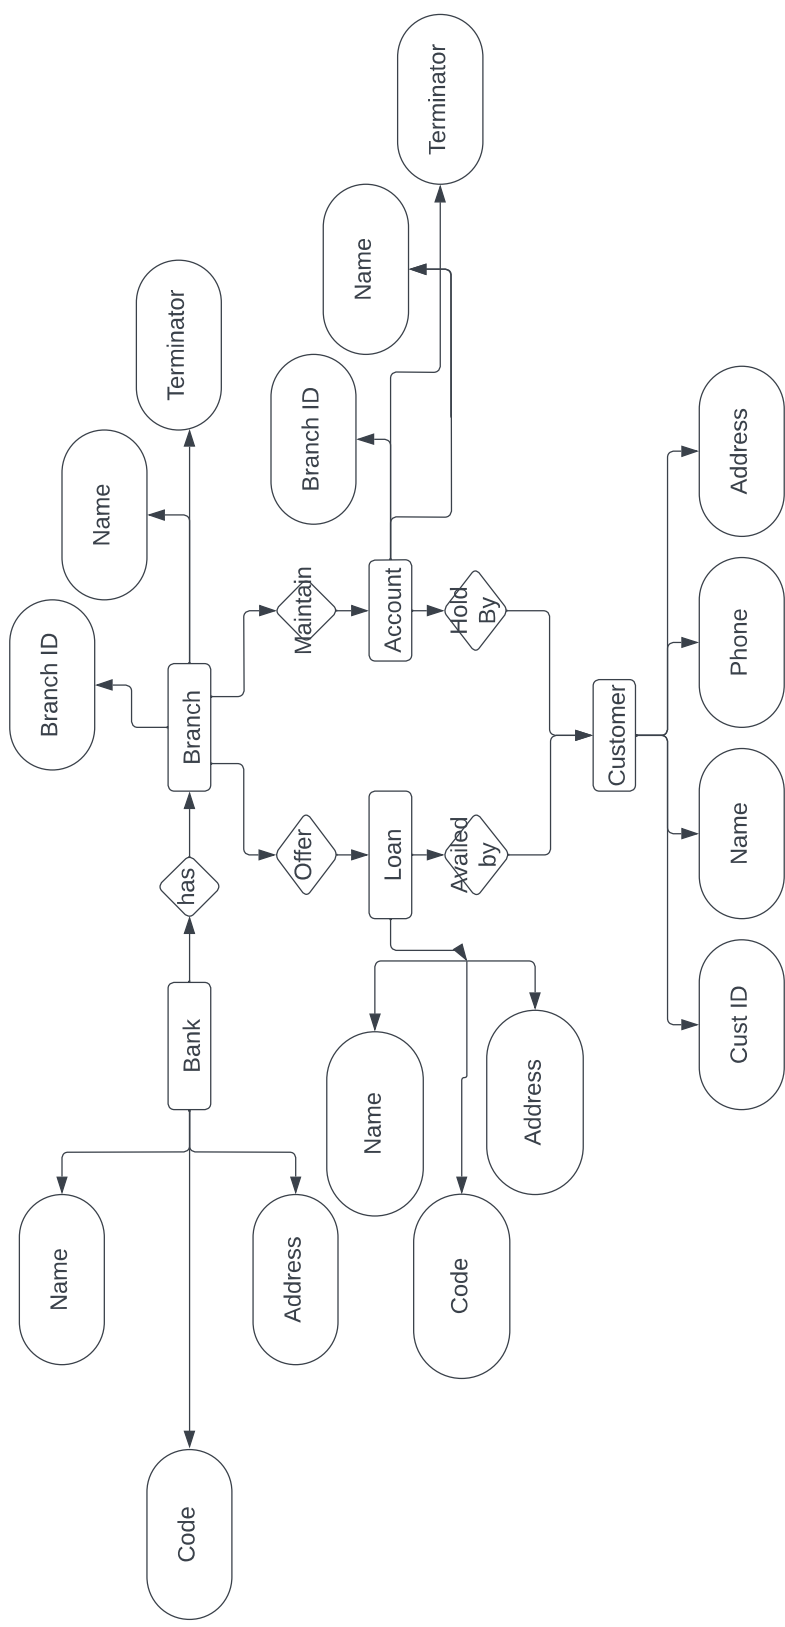 Branch ID
Name
Name
Code
Bank
has
Branch
Terminator
Address
Offer
Maintain
Branch ID
Name
Name
Loan
Account
Terminator
Code
Availed
by
Hold
By
Address
Customer
Cust ID
Name
Phone
Address